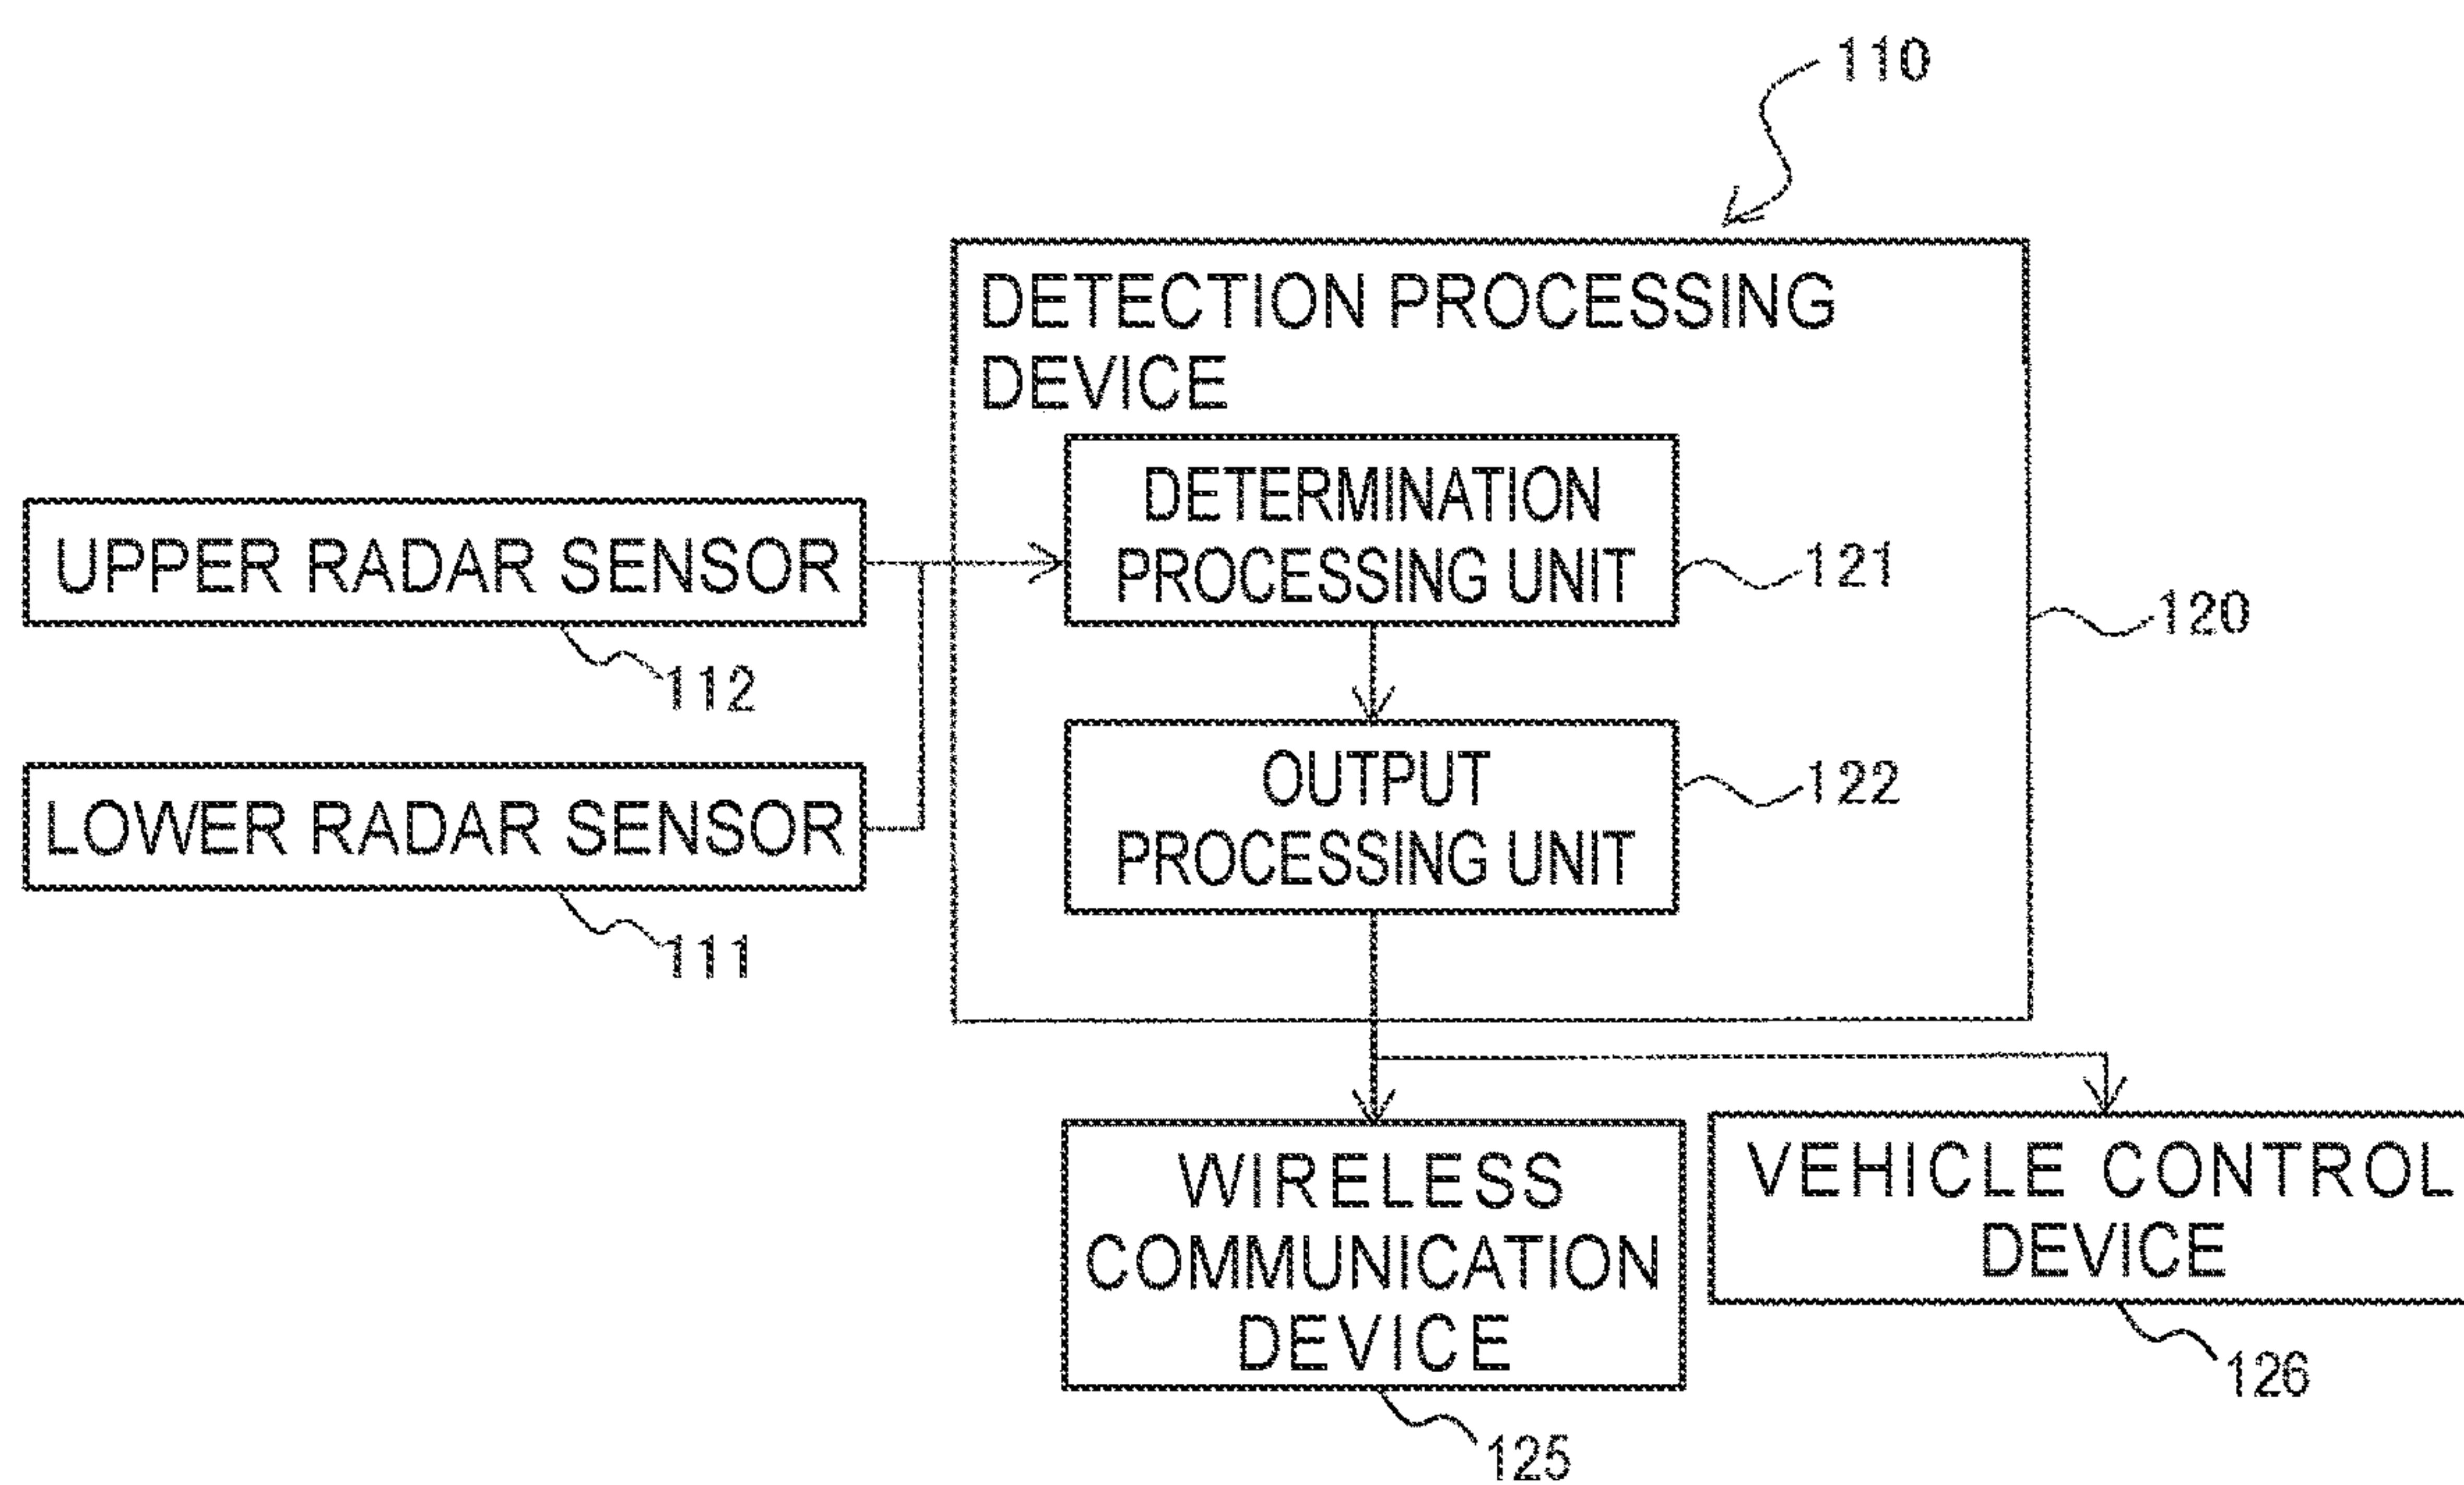 110
DETECTION PROCESSING
DEVICE
DETERMINATION
PROCESSING UNIT
121
120
UPPER RADAR SENSOR
112
OUTPUT
PROCESSING UNIT
122
LOWER RADAR SENSOR
111
WIRELESS
COMMUNICATION
DEVICE
125
VEHICLE CONTROL
DEVICE
126